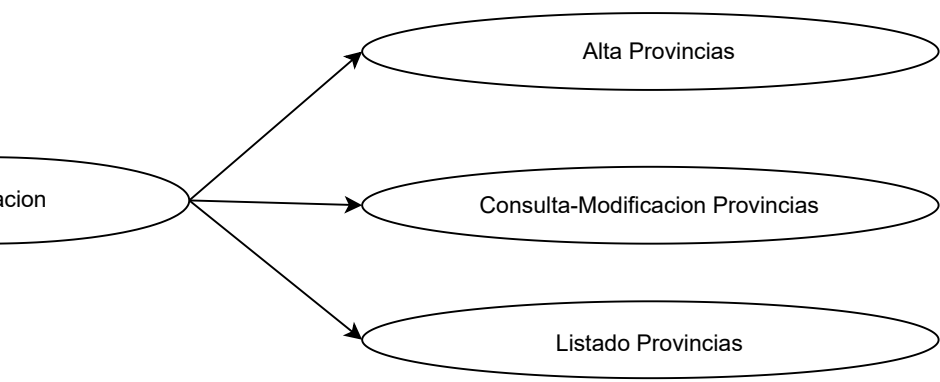 Alta Provincias
acion
Consulta-Modificacion Provincias
Listado Provincias